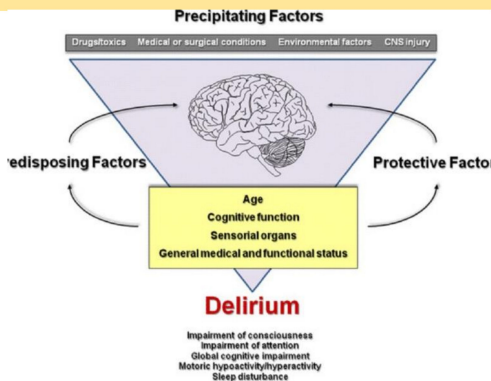 Precipitating Factors
Drugs/toxics Medical or surgical conditions Environmental factors CNS injury
redisposing Factors
Protective Factor
Age
Cognitive function
Sensorial organs
General medical and functional status
Delirium
Impairment of consciousness
Impairment of attention
Global cognitive impairment
Motoric hypoactivity/hyperactivity
Sleep disturbance